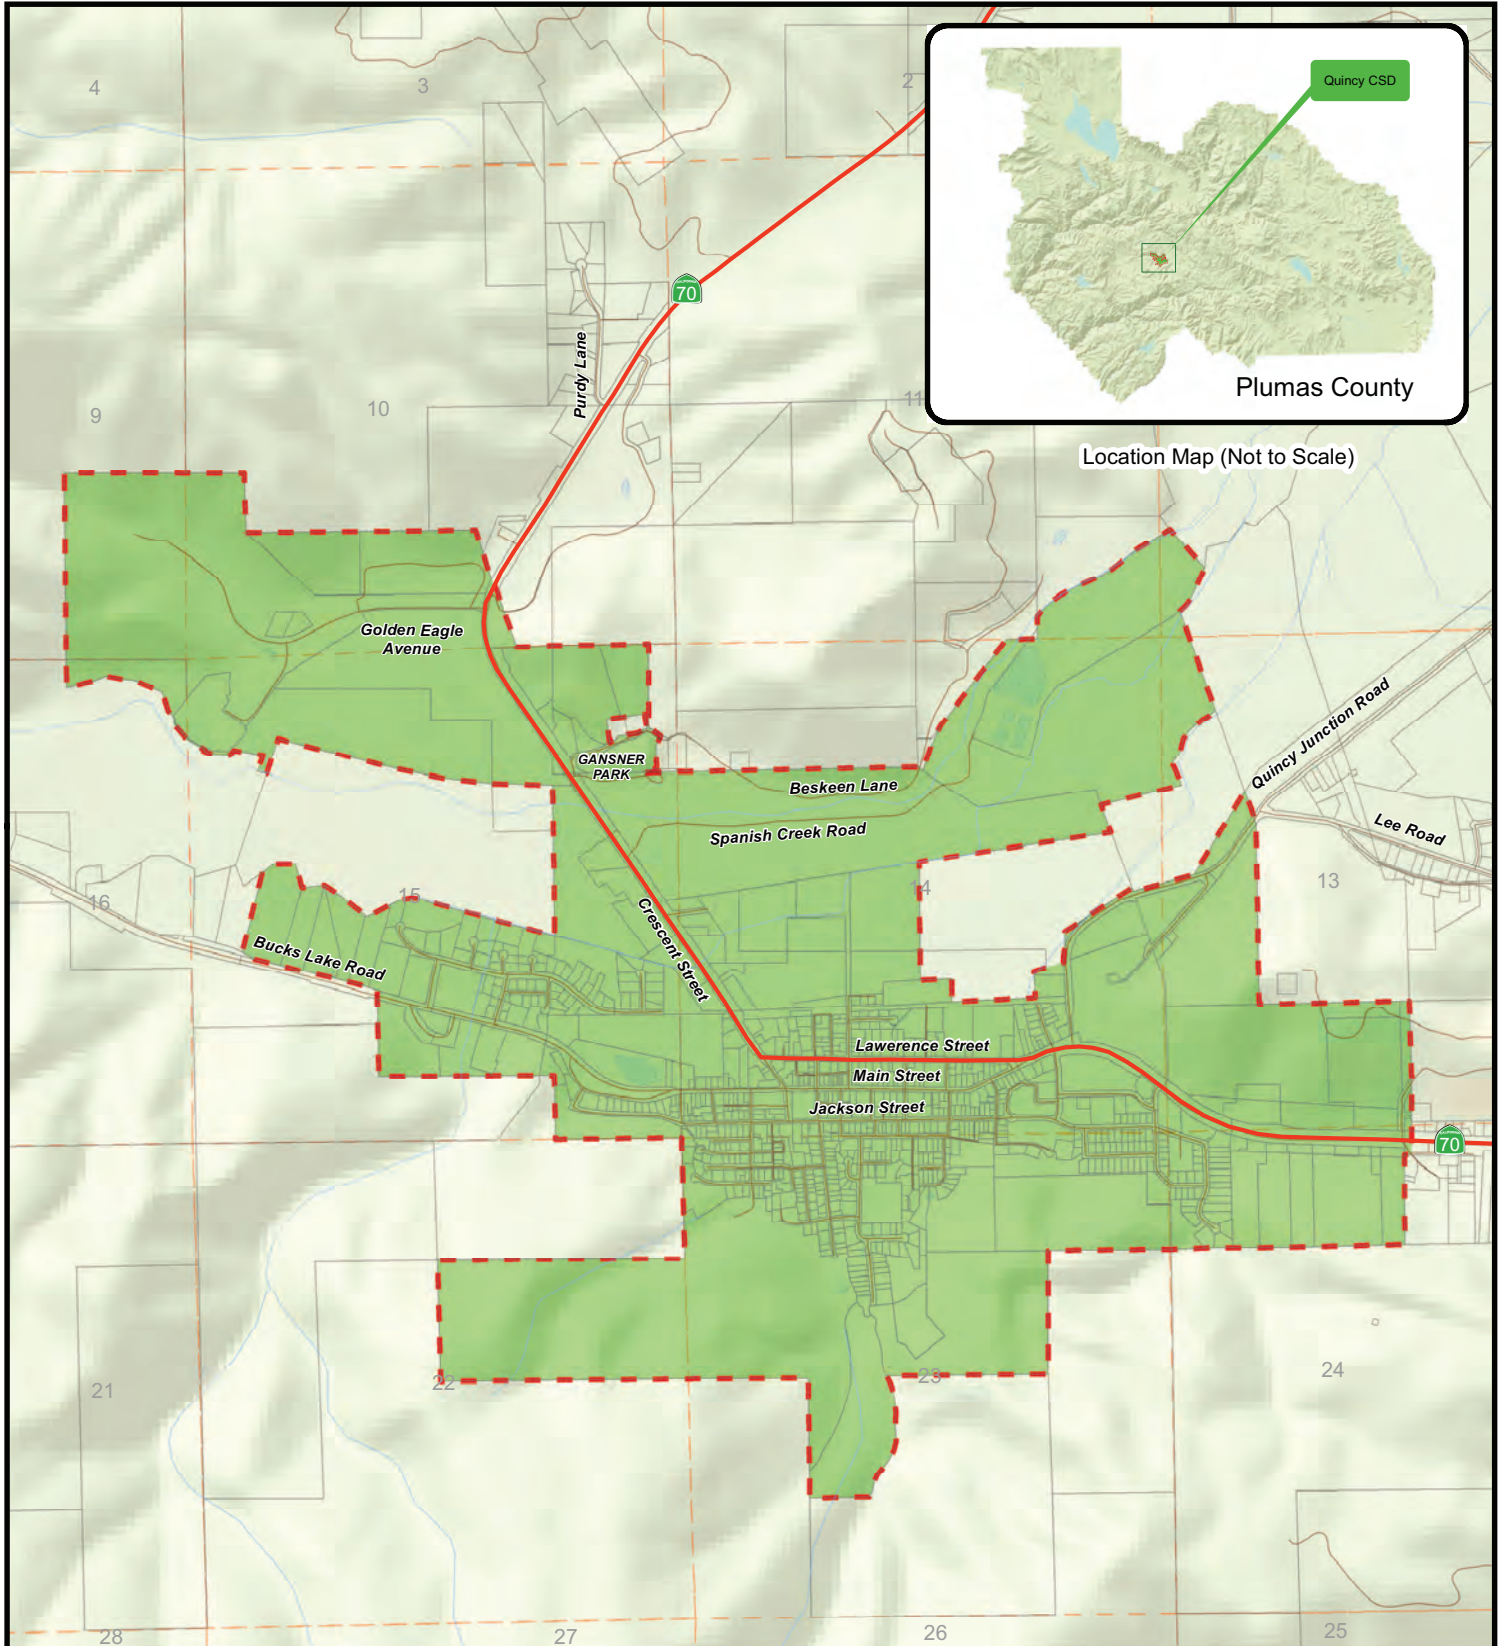 4
3
2
Quincy CSD
Plumas County
Location Map (Not to Scale)
70
Purdy Lane
9
10
11
Golden Eagle
Avenue
GANSNER
PARK
Beskeen Lane
Spanish Creek Road
Quincy Junction Road
Lee Road
16
15
14
13
Bucks Lake Road
Crescent Street
Lawerence Street
Main Street
Jackson Street
70
21
22
23
24
28
27
26
25